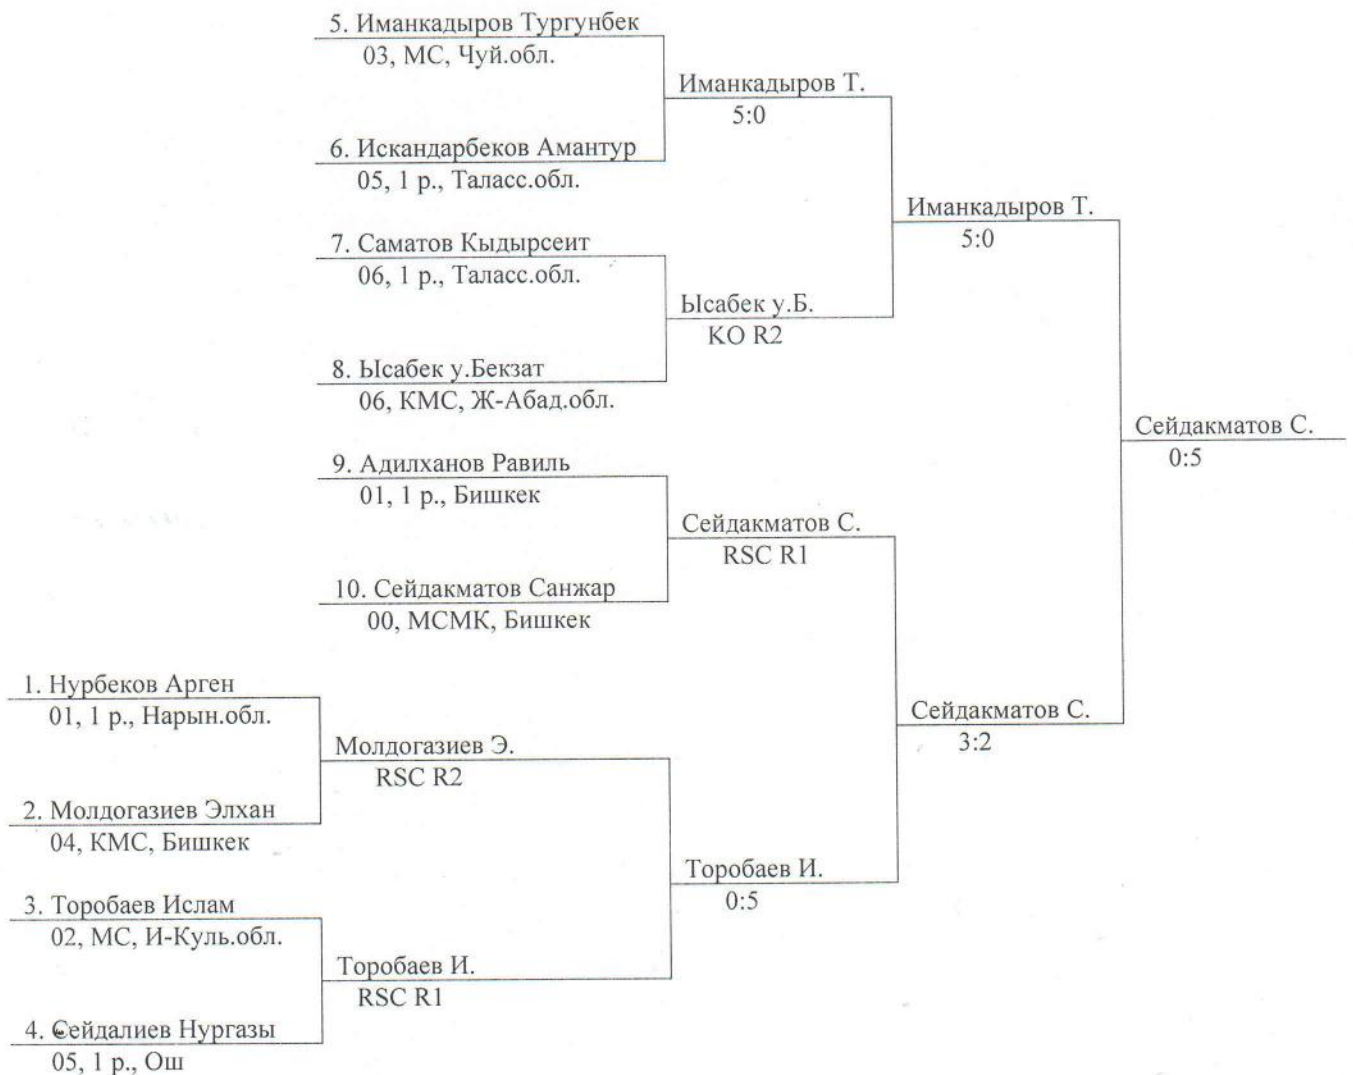 5. Иманкадыров Тургунбек
03, МС, Чуй.обл.
Иманкадыров Т.
5:0
6. Искандарбеков Амантур
05, 1 р., Таласс.обл.
Иманкадыров Т.
5:0
7. Саматов Кыдырсеит
06, 1 р., Таласс.обл.
Ысабек у.Б.
KO R2
8. Ысабек у.Бекзат
06, КМС, Ж-Абад.обл.
Сейдакматов С.
0:5
9. Адилханов Равиль
01, 1 р., Бишкек
Сейдакматов С.
RSC R1
10. Сейдакматов Санжар
00, МСМК, Бишкек
1. Нурбеков Арген
01, 1 р., Нарын.обл.
Сейдакматов С.
3:2
Молдогазиев Э.
RSC R2
2. Молдогазиев Элхан
04, КМС, Бишкек
Торобаев И.
0:5
3. Торобаев Ислам
02, МС, И-Куль.обл.
Торобаев И.
RSC R1
4. Сейдалиев Нургазы
05, 1 р., Ош